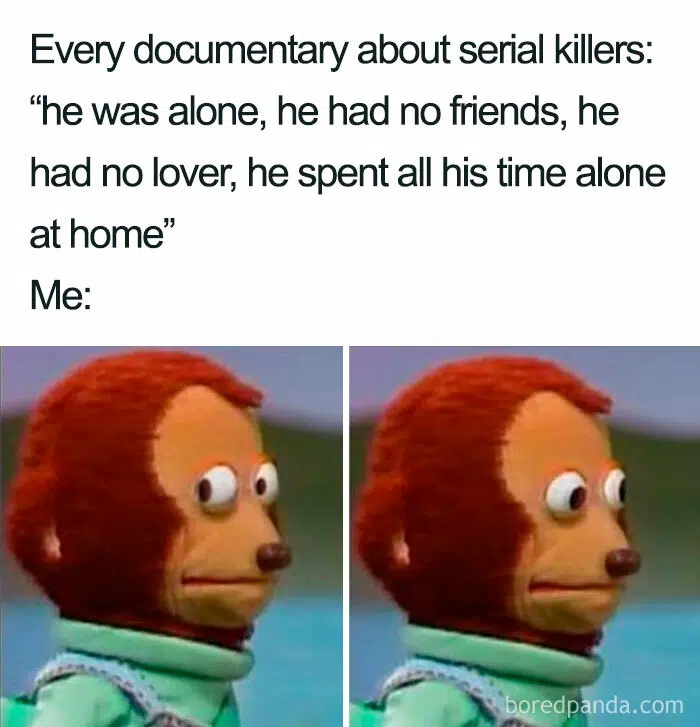 Every documentary about serial killers:
“he was alone, he had no friends, he
had no lover, he spent all his time alone
at home”
Me:
boredpanda.com